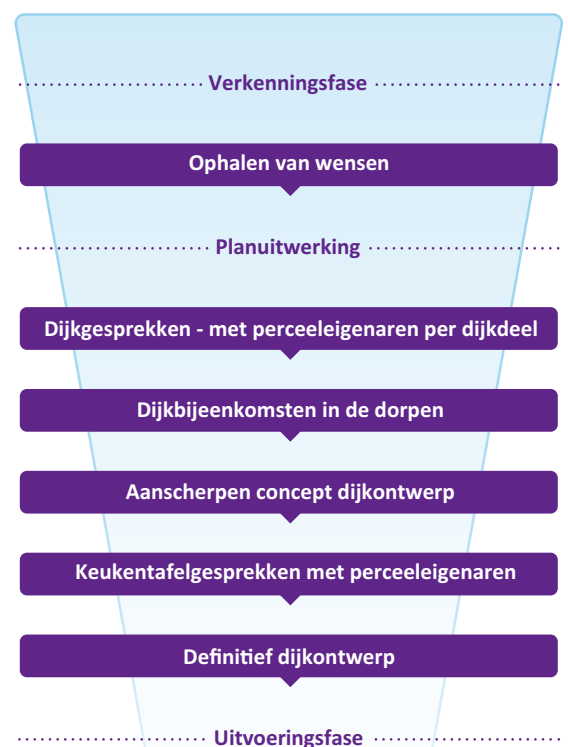 Verkenningsfase
Ophalen van wensen
Planuitwerking
Dijkgesprekken - met perceeleigenaren per dijkdeel
Dijkbijeenkomsten in de dorpen
Aanscherpen concept dijkontwerp
Keukentafelgesprekken met perceeleigenaren
Definitief dijkontwerp
Uitvoeringsfase